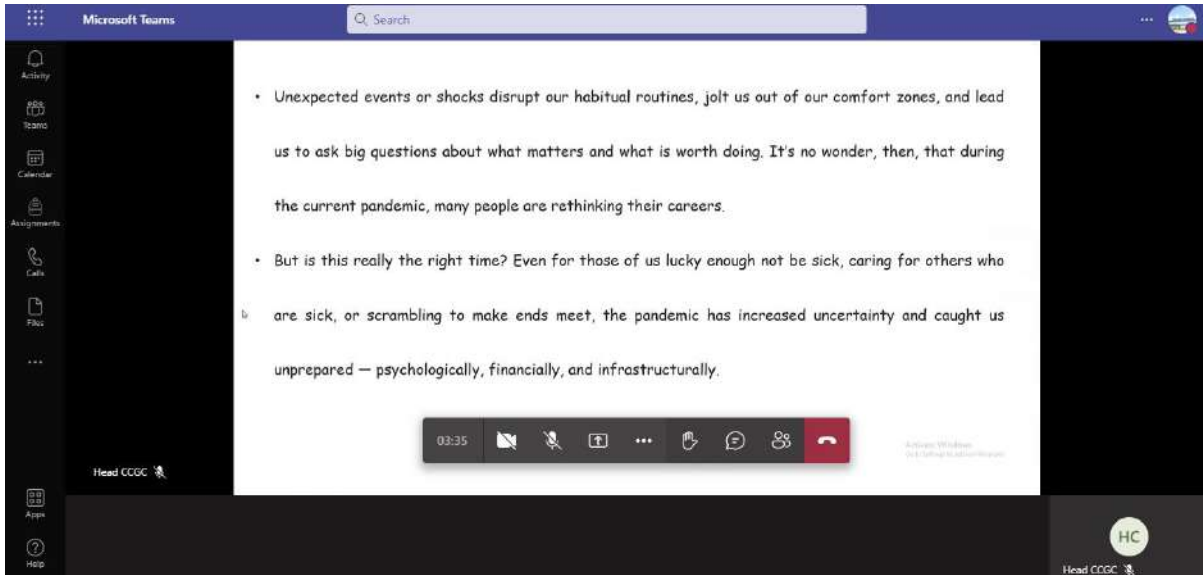 Microsoft Teams
Search
Activity
Teams
Calendar
Assignments
Calls
Files
• Unexpected events or shocks disrupt our habitual routines, jolt us out of our comfort zones, and lead
us to ask big questions about what matters and what is worth doing. It's no wonder, then, that during
the current pandemic, many people are rethinking their careers.
• But is this really the right time? Even for those of us lucky enough not be sick, caring for others who
are sick, or scrambling to make ends meet, the pandemic has increased uncertainty and caught us
unprepared — psychologically, financially, and infrastructurally.
03:35
Activate Windows
Head CCGC
Apps
Help
HC
Head CCGC